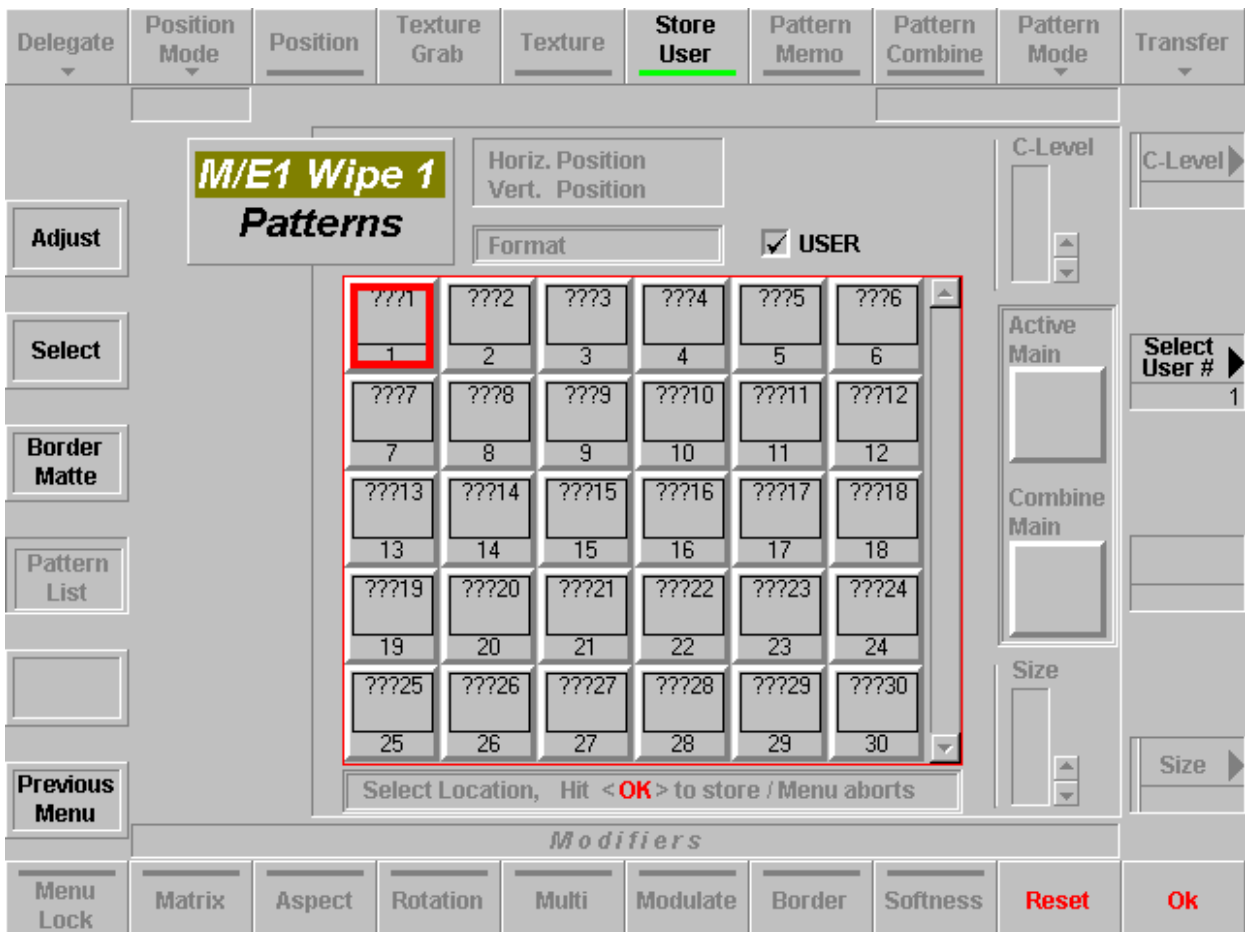 Delegate
Position
Mode
Position
Texture
Grab
Texture
Store
User
Pattern
Memo
Pattern
Combine
Pattern
Mode
Transfer
M/E1 Wipe 1
Patterns
Horiz. Position
Vert. Position
Format
USER
C-Level
C-Level
Adjust
Select
Border
Matte
Pattern
List
Previous
Menu
???1 ???2 ???3 ???4 ???5 ???6
1 2 3 4 5 6
???7 ???8 ???9 ???10 ???11 ???12
7 8 9 10 11 12
???13 ???14 ???15 ???16 ???17 ???18
13 14 15 16 17 18
???19 ???20 ???21 ???22 ???23 ???24
19 20 21 22 23 24
???25 ???26 ???27 ???28 ???29 ???30
25 26 27 28 29 30
Select Location, Hit <OK> to store / Menu aborts
Active
Main
Combine
Main
Size
Select
User #
1
Size
Modifiers
Menu
Lock
Matrix
Aspect
Rotation
Multi
Modulate
Border
Softness
Reset
Ok